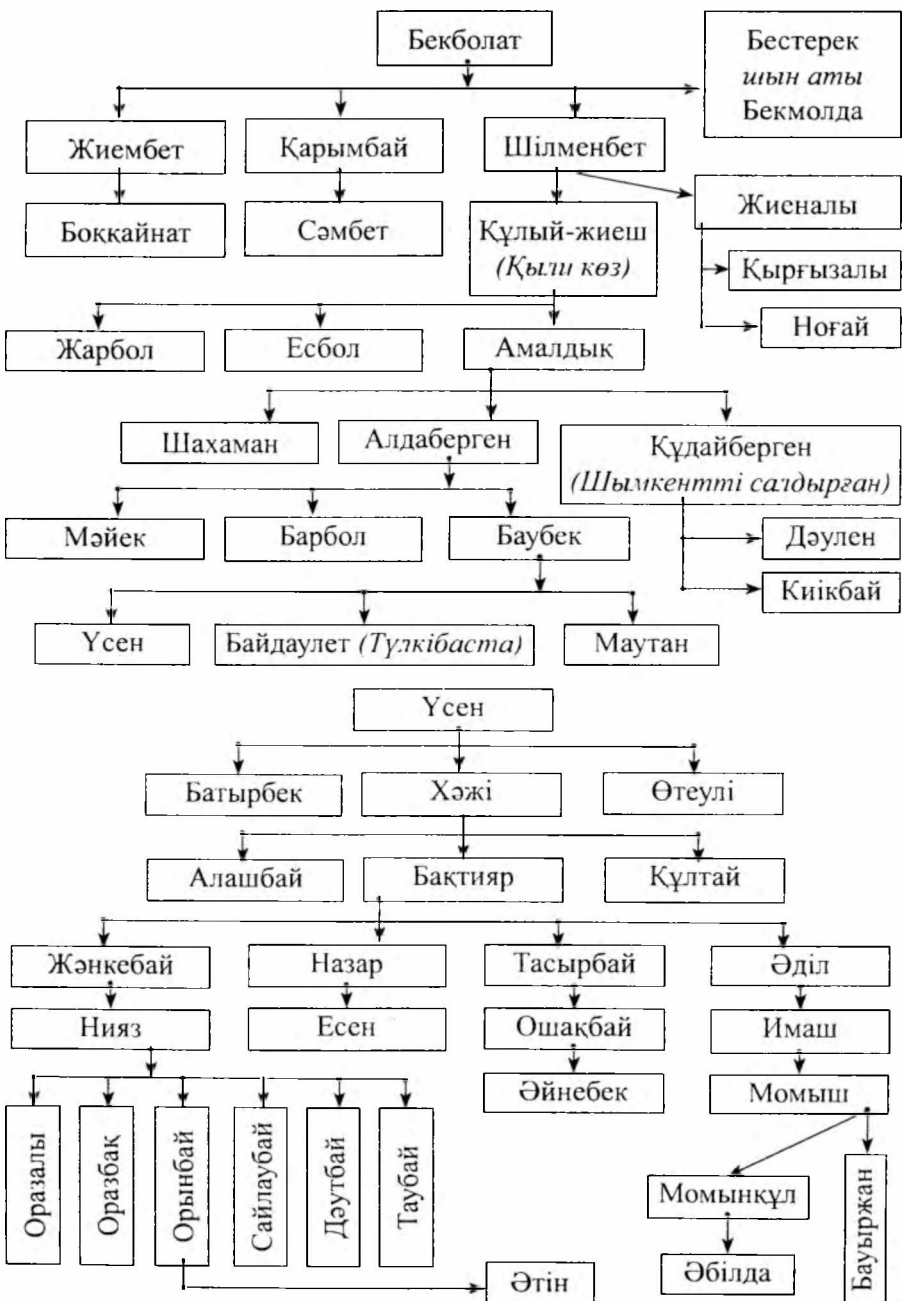 Бекболат
Бестерек
шын аты
Бекмолда
Жиембет
Қарымбай
Шілменбет
Жиеналы
Боққайнат
Сәмбет
Құлый-жиеш
(Қыли көз)
Қырғызалы
Ноғай
Жарбол
Есбол
Амалдық
Шахаман
Алдаберген
Құдайберген
(Шымкентті салдырған)
Мәйек
Барбол
Баубек
Дәулен
Киікбай
Үсен
Байдаулет (Түлкібаста)
Маутан
Үсен
Батырбек
Хәжі
Өтеулі
Алашбай
Бақтияр
Құлтай
Жәнкебай
Назар
Тасырбай
Әділ
Нияз
Есен
Ошақбай
Имаш
Әйнебек
Момыш
Оразалы
Оразбақ
Орынбай
Сайлаубай
Дәутбай
Таубай
Момынқұл
Бауыржан
Әбілда
Әтін